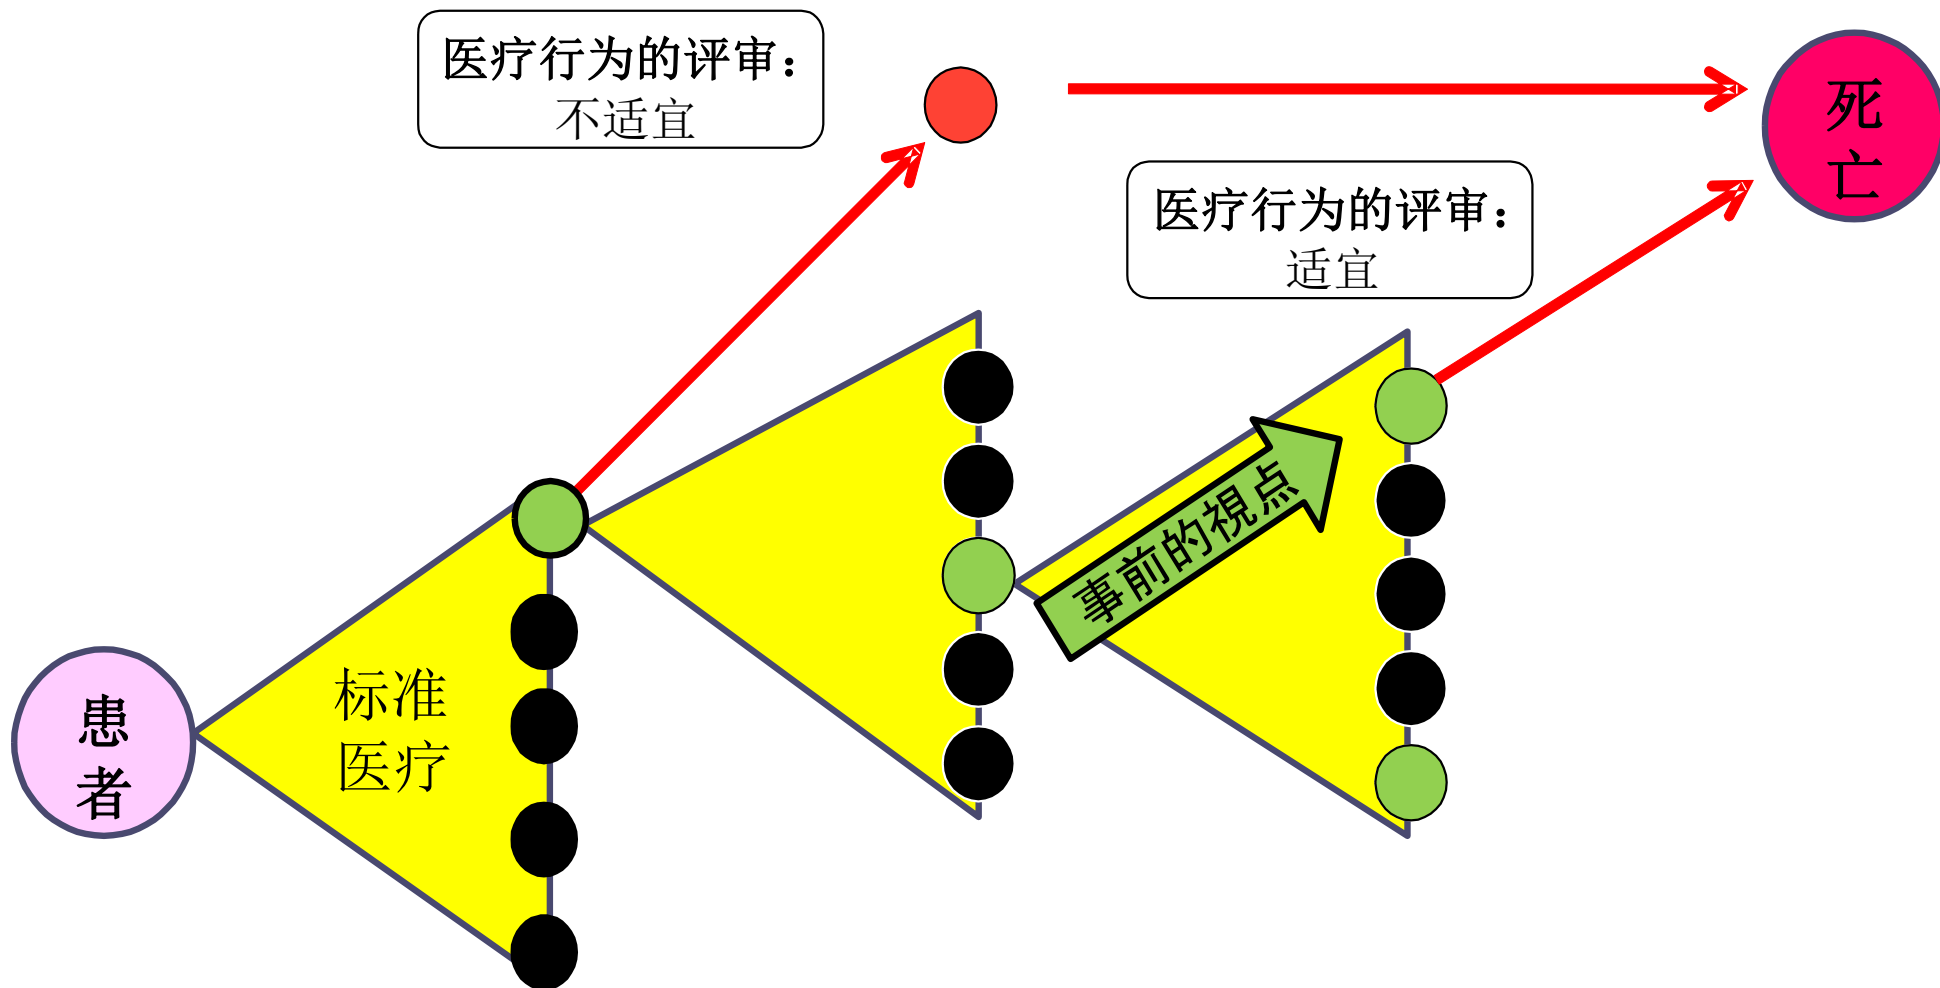 医疗行为的评审：
不适宜
死
亡
医疗行为的评审：
适宜
事前的視点
标准
医疗
患
者